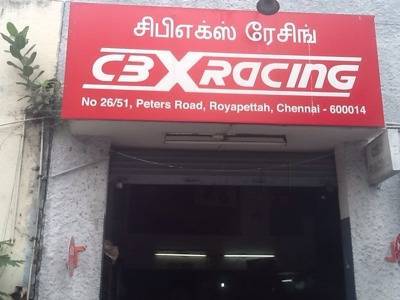 சிபிஎக்ஸ் ரேசிங்
CBXRACING
No 26/51, Peters Road, Royapettah, Chennai - 600014